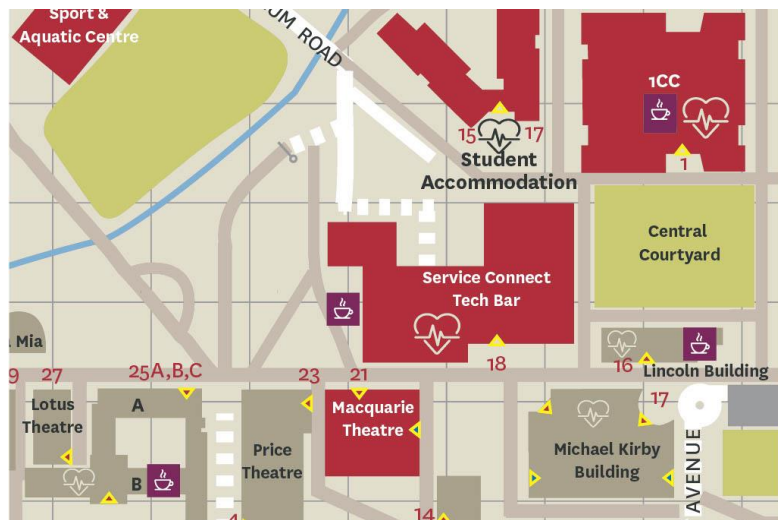 Sport &
Aquatic Centre
UM ROAD
1CC
1
15
17
Student
Accommodation
Central
Courtyard
Service Connect
Tech Bar
18
16
Lincoln Building
Mia
9
27
25A,B,C
23
21
17
Lotus
Theatre
A
B
Price
Theatre
Macquarie
Theatre
Michael Kirby
Building
AVENUE
14